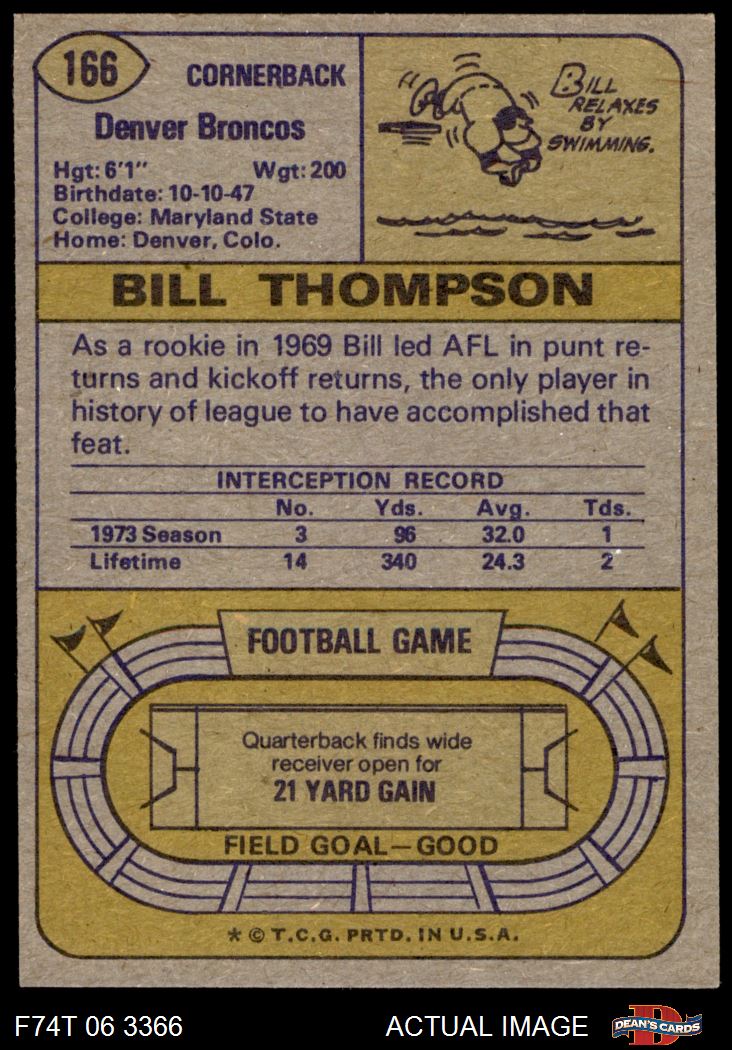 166
CORNERBACK
Denver Broncos
Hgt: 6'1" Wgt: 200
Birthdate: 10-10-47
College: Maryland State
Home: Denver, Colo.
BILL
RELAXES
BY
SWIMMING.
BILL THOMPSON
As a rookie in 1969 Bill led AFL in punt re-
turns and kickoff returns, the only player in
history of league to have accomplished that
feat.
INTERCEPTION RECORD
No. Yds. Avg. Tds.
1973 Season 3 96 32.0 1
Lifetime 14 340 24.3 2
FOOTBALL GAME
Quarterback finds wide
receiver open for
21 YARD GAIN
FIELD GOAL—GOOD
* © T.C.G. PRTD. IN U.S.A.
F74T 06 3366 ACTUAL IMAGE
D
DEAN'S CARDS